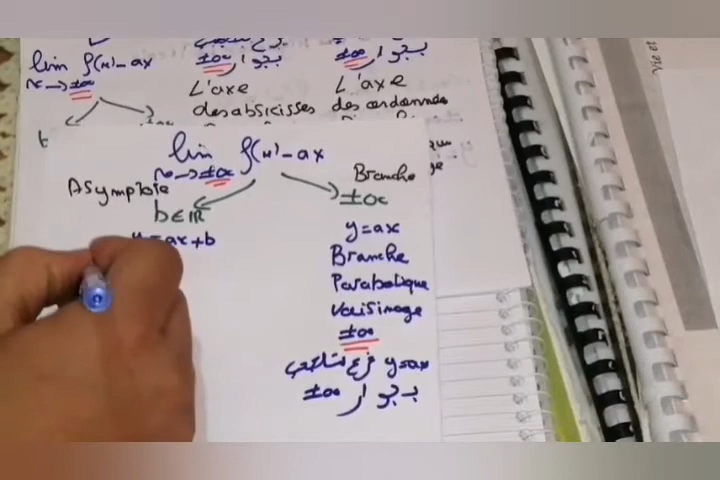 lim f(x)-ax
x→±∞
±∞
بجوار
L'axe
des abscisses
±∞
بجوار
L'axe
des ordonnées
lim f(x)-ax
x→±∞
Asymptote
b∈ℝ
y=ax+b
Branche
±∞
y=ax
Branche
Parabolique
Voisinage
±∞
فرع شلجمي y=ax
بجوار ±∞